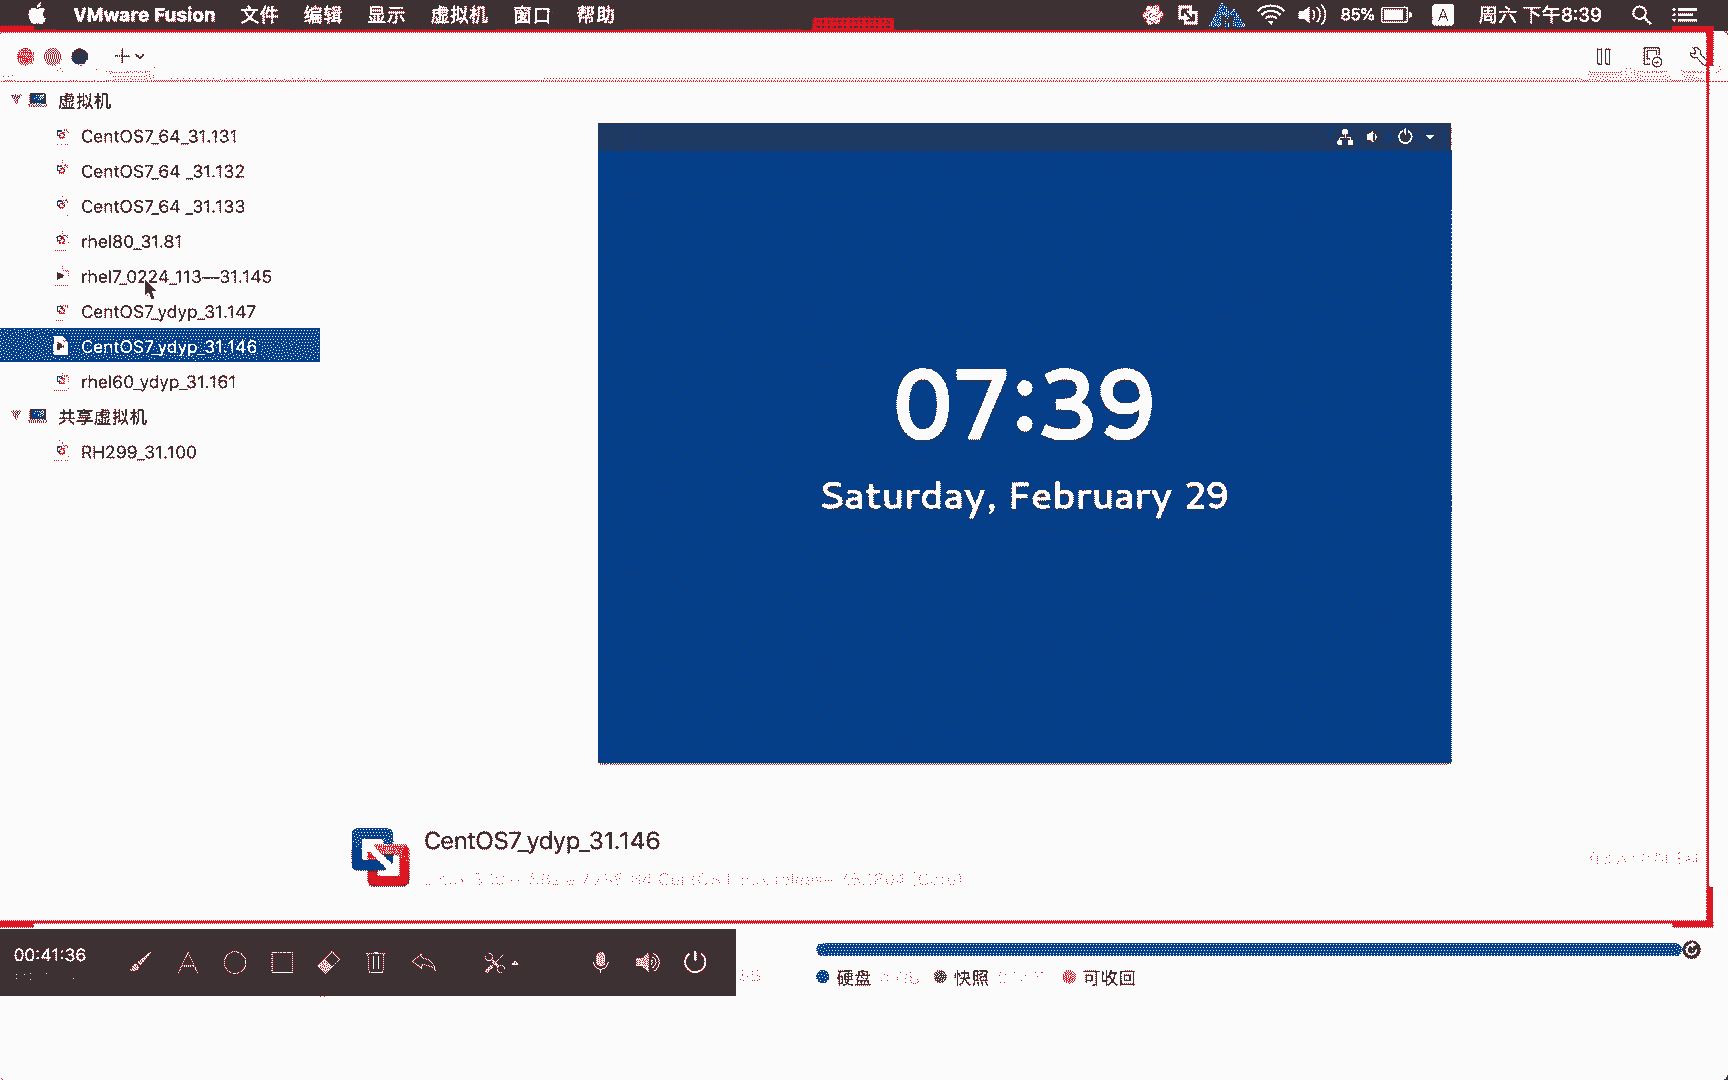 VMware Fusion 文件 编辑 显示 虚拟机 窗口 帮助 85% A 周六 下午8:39
虚拟机
CentOS7_64_31.131
CentOS7_64 _31.132
CentOS7_64 _31.133
rhel80_31.81
rhel7_0224_113—31.145
CentOS7_ydyp_31.147
CentOS7_ydyp_31.146
rhel60_ydyp_31.161
共享虚拟机
RH299_31.100
07:39
Saturday, February 29
CentOS7_ydyp_31.146
00:41:36
硬盘 快照 可收回